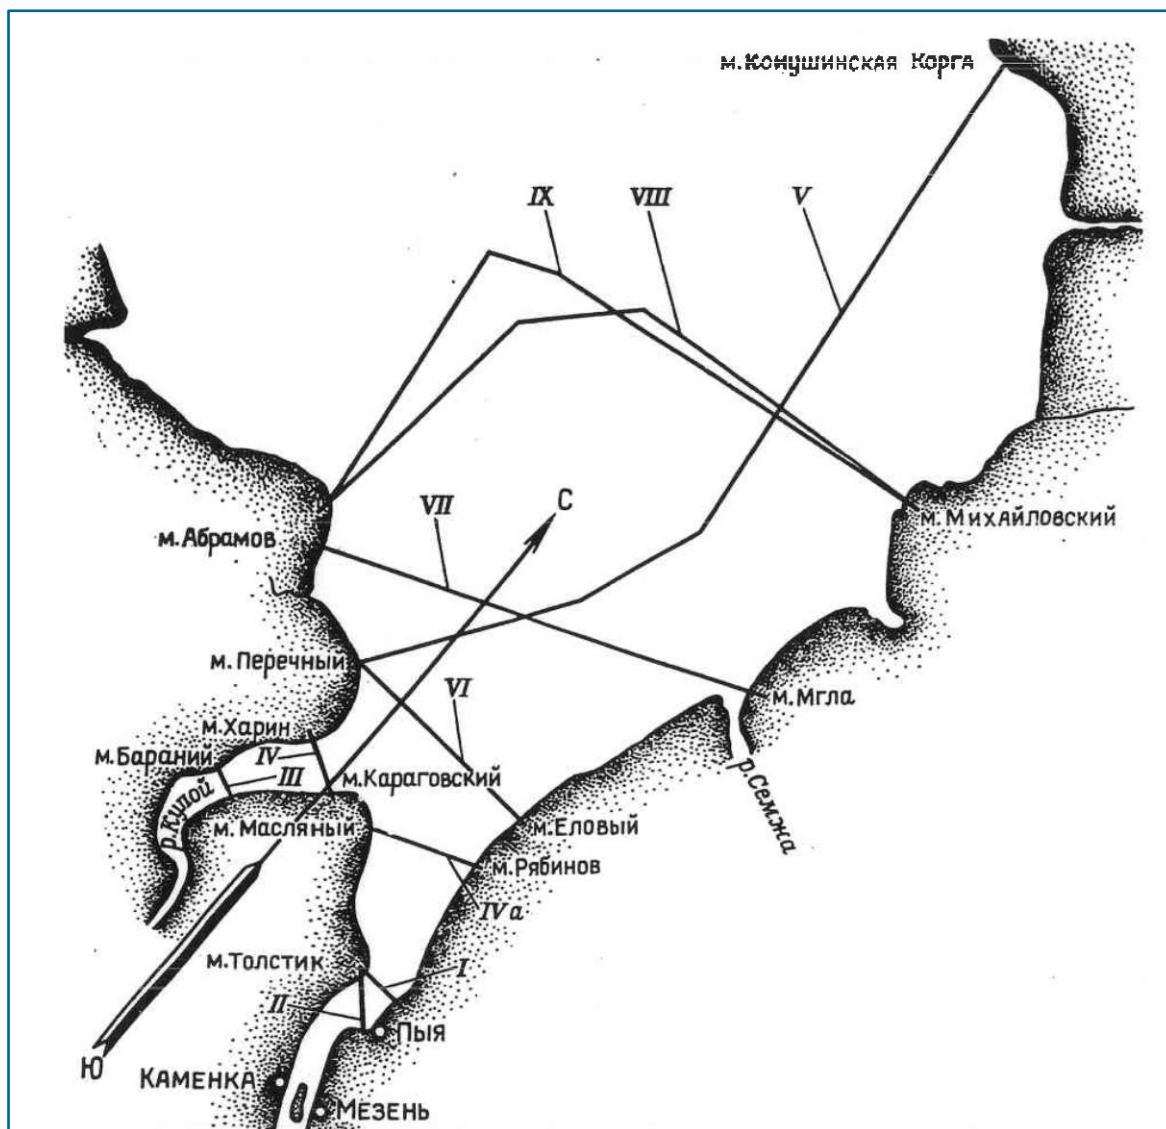 м.Конушинская Корга
IX
VIII
V
С
VII
м.Михайловский
м.Абрамов
м.Перечный
VI
м.Мгла
м.Харин
м.Бараний
IV
III
м.Караговский
р.Кулой
р.Семжа
м.Масляный
м.Еловый
м.Рябинов
IVа
м.Толстик
I
II
Пыя
Ю
Каменка
Мезень